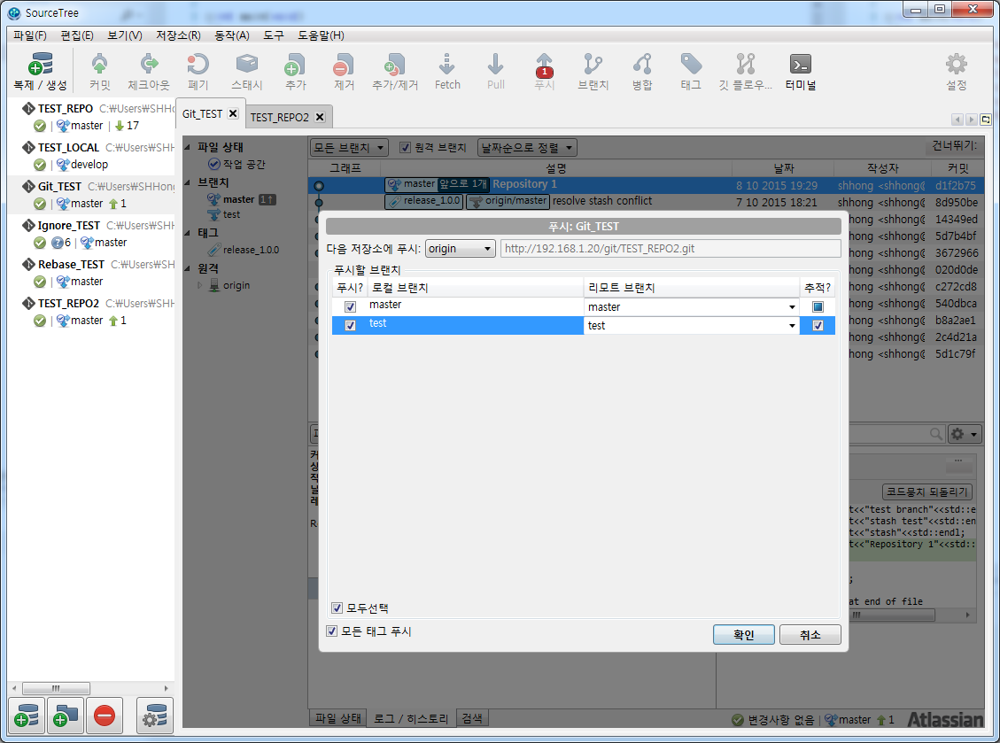 SourceTree
파일(F) 편집(E) 보기(V) 저장소(R) 동작(A) 도구 도움말(H)
복제 / 생성 커밋 체크아웃 폐기 스태시 추가 제거 추가/제거 Fetch Pull 1 푸시 브랜치 병합 태그 깃 플로우... 터미널 설정
TEST_REPO C:₩Users₩SHHo
master 17
TEST_LOCAL C:₩Users₩SHH
develop
Git_TEST C:₩Users₩SHHong
master 1
Ignore_TEST C:₩Users₩SHH
6 master
Rebase_TEST C:₩Users₩SHH
master
TEST_REPO2 C:₩Users₩SHH
master 1
Git_TEST TEST_REPO2
파일 상태
작업 공간
브랜치
master 1
test
태그
release_1.0.0
원격
origin
모든 브랜치 원격 브랜치 날짜순으로 정렬 건너뛰기:
그래프 설명 날짜 작성자 커밋
master 앞으로 1개 Repository 1 8 10 2015 19:29 shhong <shhong@ d1f2b75
release_1.0.0 origin/master resolve stash conflict 7 10 2015 18:21 shhong <shhong@ 8d950be
hong <shhong@ 14349ed
hong <shhong@ 5d7b4bf
hong <shhong@ 3672966
hong <shhong@ 020d0de
hong <shhong@ c272cd8
hong <shhong@ 540dbca
hong <shhong@ b8a2ae1
hong <shhong@ 2c4d21a
hong <shhong@ 5d1c79f
푸시: Git_TEST
다음 저장소에 푸시: origin http://192.168.1.20/git/TEST_REPO2.git
푸시할 브랜치
푸시? 로컬 브랜치 리모트 브랜치 추적?
master master
test test
모두선택
모든 태그 푸시
확인 취소
...
코드뭉치 되돌리기
t<<"test branch"<<std::e
t<<"stash test"<<std::en
t<<"stash"<<std::endl;
t<<"Repository 1"<<std::
;
at end of file
파일 상태 로그 / 히스토리 검색
변경사항 없음 master 1 Atlassian